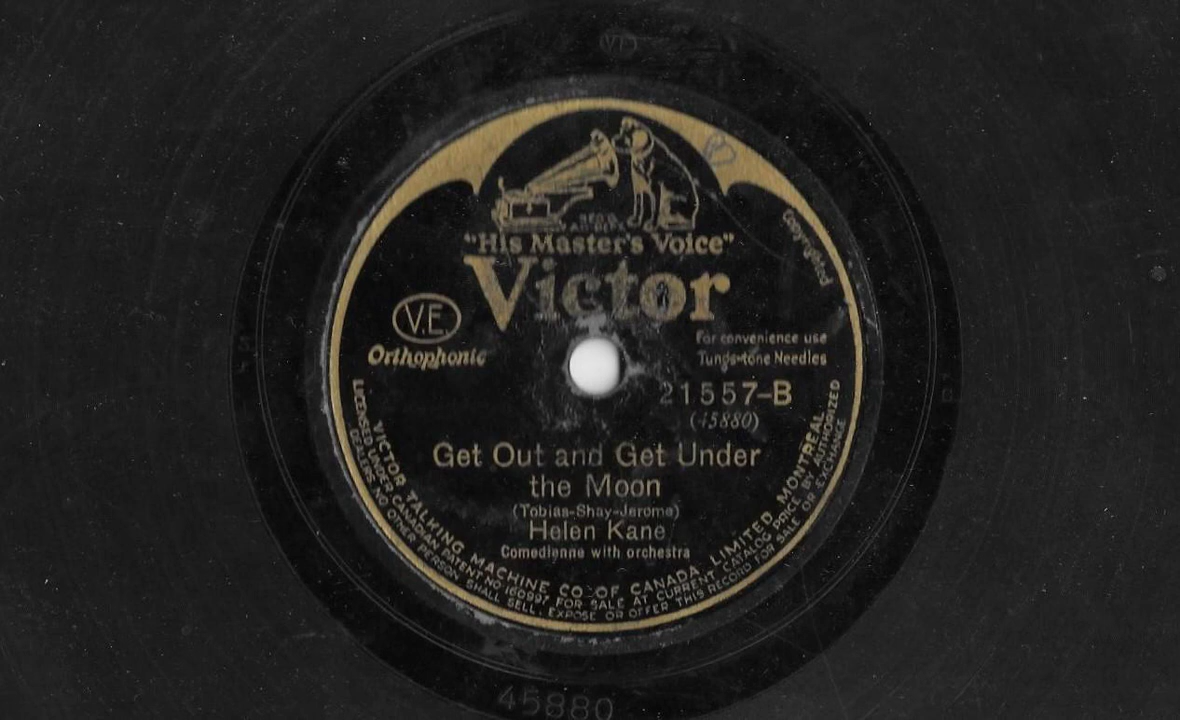 VE
"His Master's Voice"
Victor
V.E.
Orthophonic
For convenience use
Tungs-tone Needles
21557-B
(45880)
Get Out and Get Under
the Moon
(Tobias-Shay-Jerome)
Helen Kane
Comedienne with orchestra
VICTOR TALKING MACHINE CO. OF CANADA, LIMITED, MONTREAL
LICENSED UNDER CANADIAN PATENT NO 160997 FOR SALE AT CURRENT CATALOG PRICE BY AUTHORIZED
DEALERS. NO OTHER PERSON SHALL SELL, EXPOSE OR OFFER THIS RECORD FOR SALE OR EXCHANGE
45880